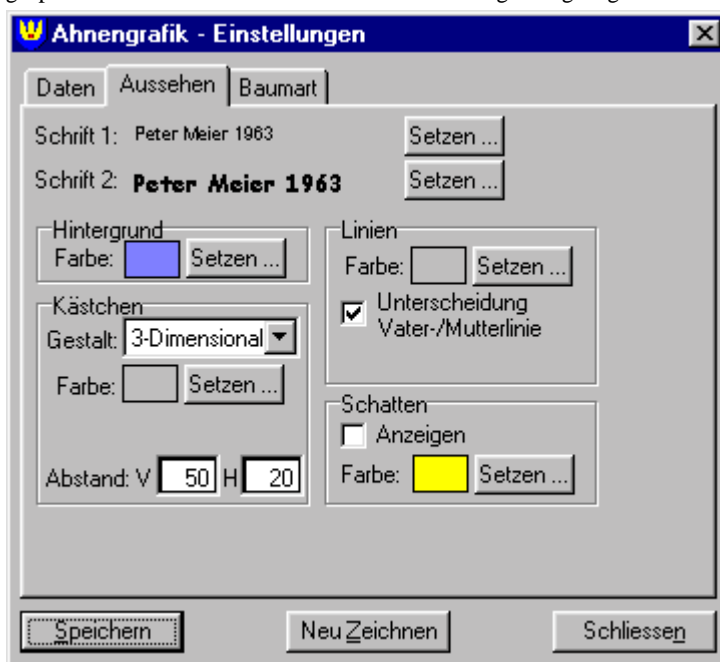 Ahnengrafik - Einstellungen
Daten Aussehen Baumart
Schrift 1: Peter Meier 1963 Setzen ...
Schrift 2: Peter Meier 1963 Setzen ...
Hintergrund
Farbe: Setzen ...
Linien
Farbe: Setzen ...
Unterscheidung
Vater-/Mutterlinie
Kästchen
Gestalt: 3-Dimensional
Farbe: Setzen ...
Abstand: V 50 H 20
Schatten
Anzeigen
Farbe: Setzen ...
Speichern Neu Zeichnen Schliessen